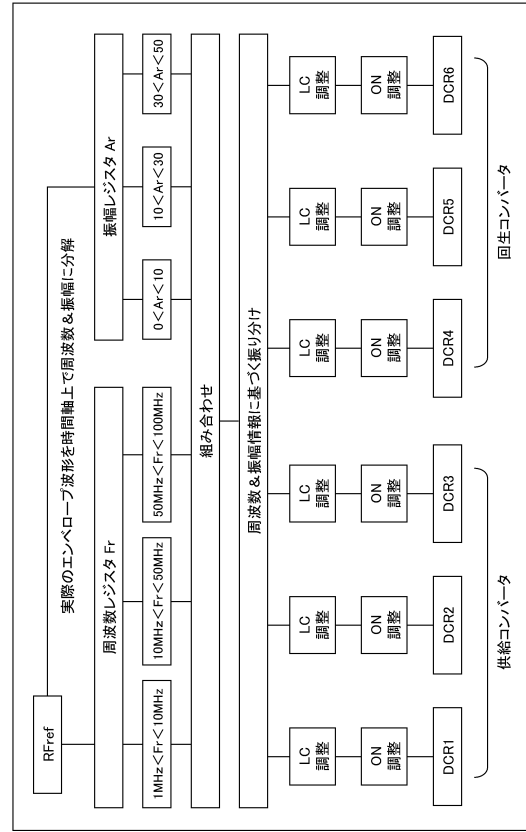 RFref
実際のエンベロープ波形を時間軸上で周波数&振幅に分解
周波数レジスタ Fr
振幅レジスタ Ar
1MHz<Fr<10MHz
10MHz<Fr<50MHz
50MHz<Fr<100MHz
0<Ar<10
10<Ar<30
30<Ar<50
組み合わせ
周波数&振幅情報に基づく振り分け
LC
調整
LC
調整
LC
調整
LC
調整
LC
調整
LC
調整
ON
調整
ON
調整
ON
調整
ON
調整
ON
調整
ON
調整
DCR1
DCR2
DCR3
DCR4
DCR5
DCR6
供給コンバータ
回生コンバータ